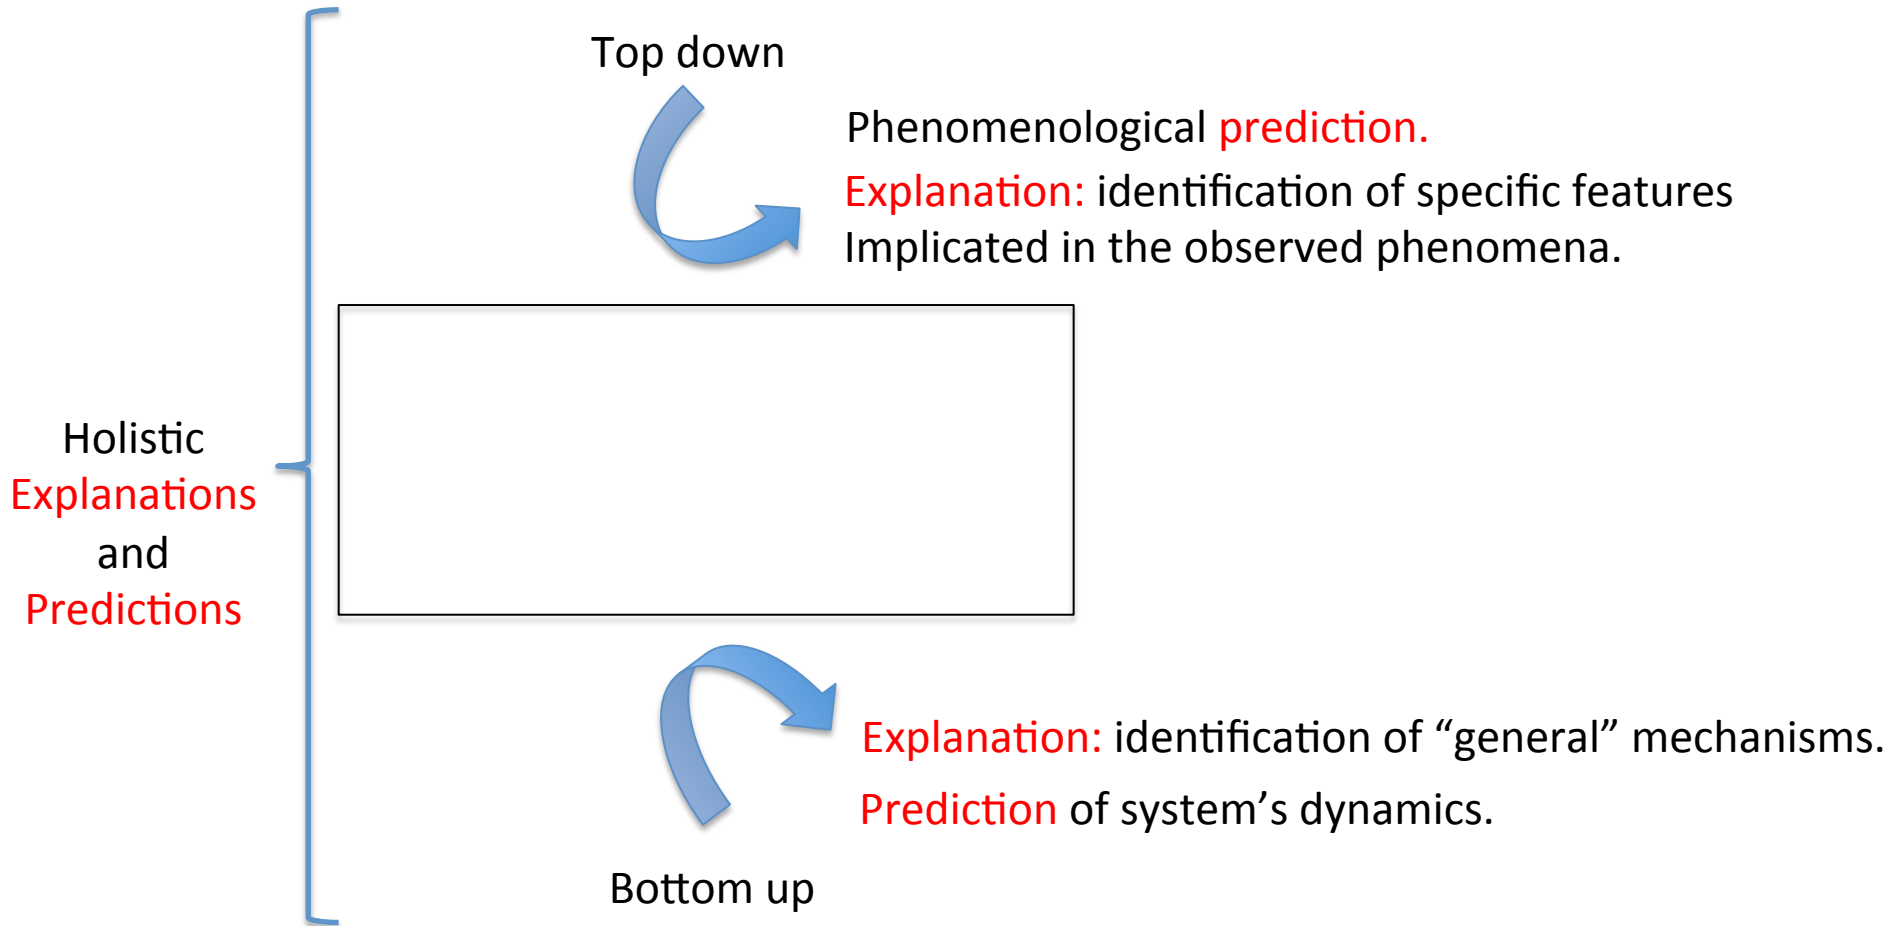 Top down
Phenomenological prediction.
Explanation: identification of specific features
Implicated in the observed phenomena.
Holistic
Explanations
and
Predictions
Explanation: identification of “general” mechanisms.
Prediction of system’s dynamics.
Bottom up